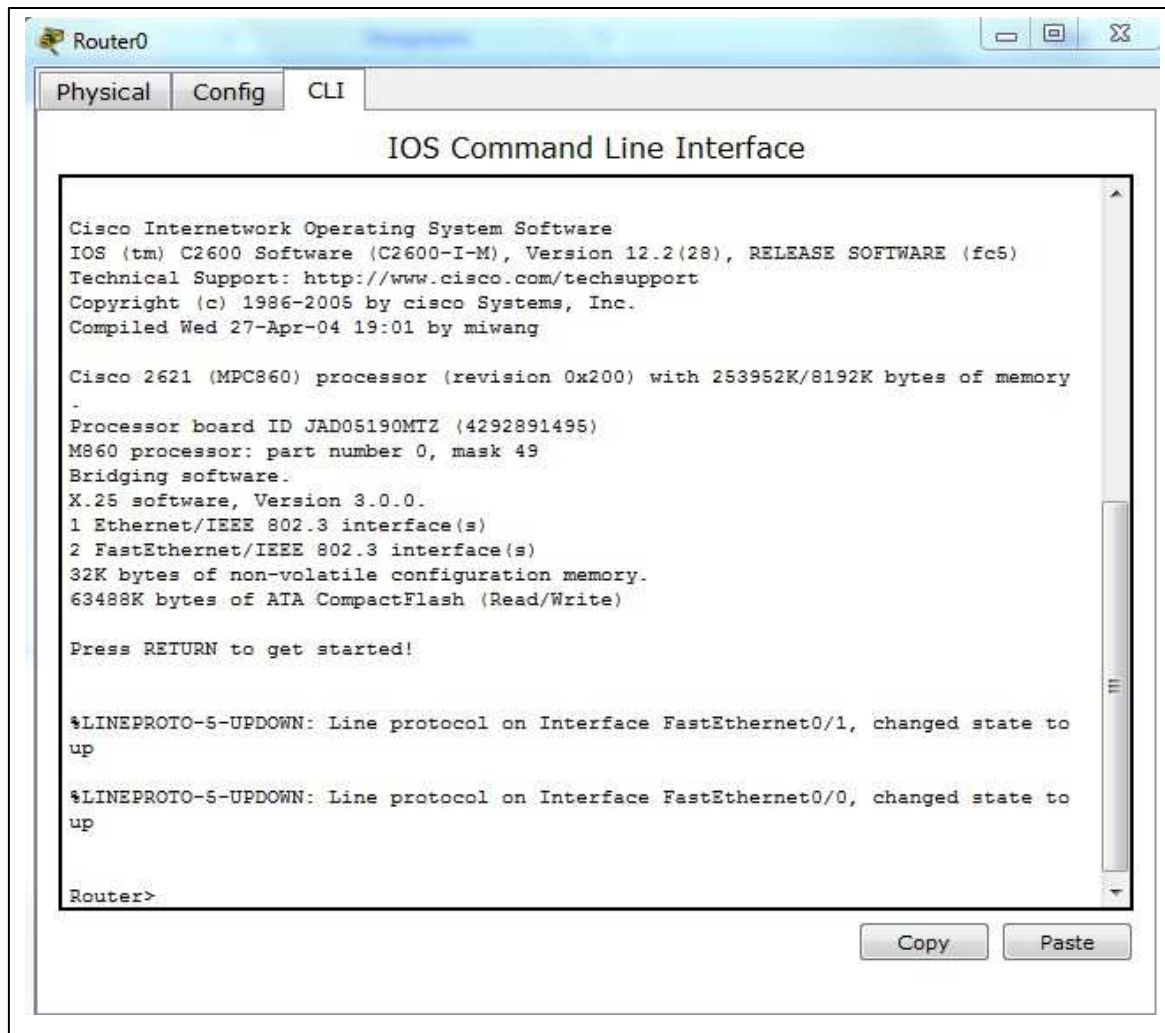 Router0
Physical
Config
CLI
IOS Command Line Interface
Cisco Internetwork Operating System Software
IOS (tm) C2600 Software (C2600-I-M), Version 12.2(28), RELEASE SOFTWARE (fc5)
Technical Support: http://www.cisco.com/techsupport
Copyright (c) 1986-2005 by cisco Systems, Inc.
Compiled Wed 27-Apr-04 19:01 by miwang
Cisco 2621 (MPC860) processor (revision 0x200) with 253952K/8192K bytes of memory
.
Processor board ID JAD05190MTZ (4292891495)
M860 processor: part number 0, mask 49
Bridging software.
X.25 software, Version 3.0.0.
1 Ethernet/IEEE 802.3 interface(s)
2 FastEthernet/IEEE 802.3 interface(s)
32K bytes of non-volatile configuration memory.
63488K bytes of ATA CompactFlash (Read/Write)
Press RETURN to get started!
%LINEPROTO-5-UPDOWN: Line protocol on Interface FastEthernet0/1, changed state to
up
%LINEPROTO-5-UPDOWN: Line protocol on Interface FastEthernet0/0, changed state to
up
Router>
Copy
Paste